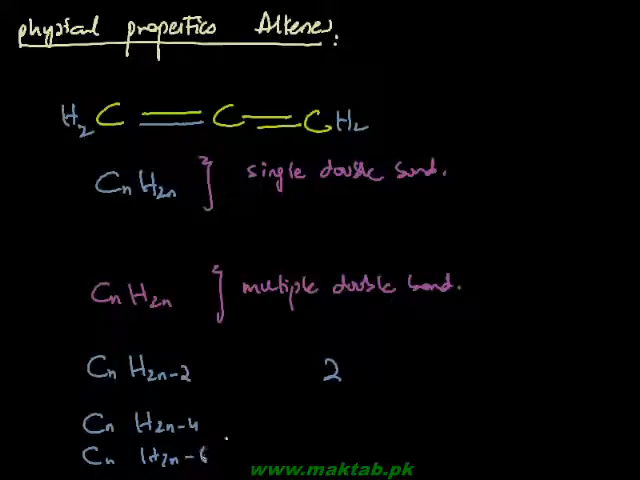 physical properties Alkenes:
H2C = C = CH2
CnH2n } single double bond.
CnH2n } multiple double bond.
CnH2n-2 2
CnH2n-4
CnH2n-6
www.maktab.pk